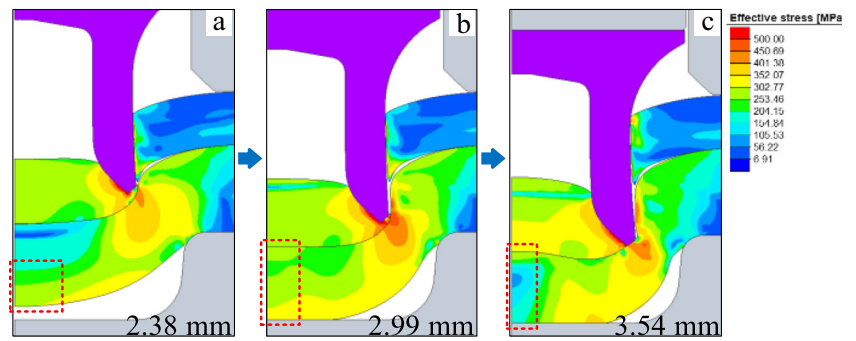 a
b
c
Effective stress [MPa
500.00
450.69
401.38
352.07
302.77
253.46
204.15
154.84
105.53
56.22
6.91
2.38 mm
2.99 mm
3.54 mm